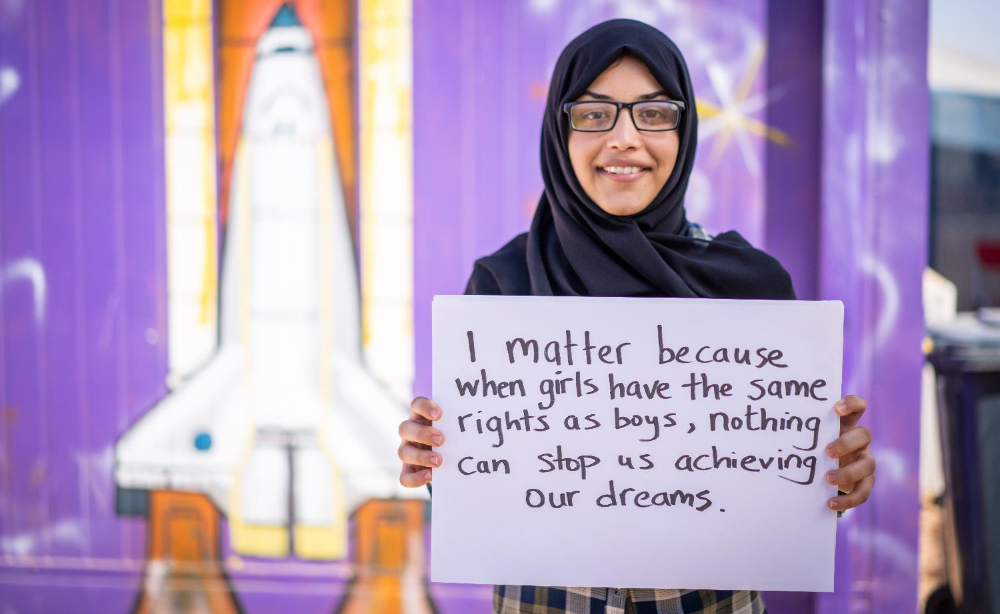 I matter because
when girls have the same
rights as boys, nothing
can stop us achieving
our dreams.